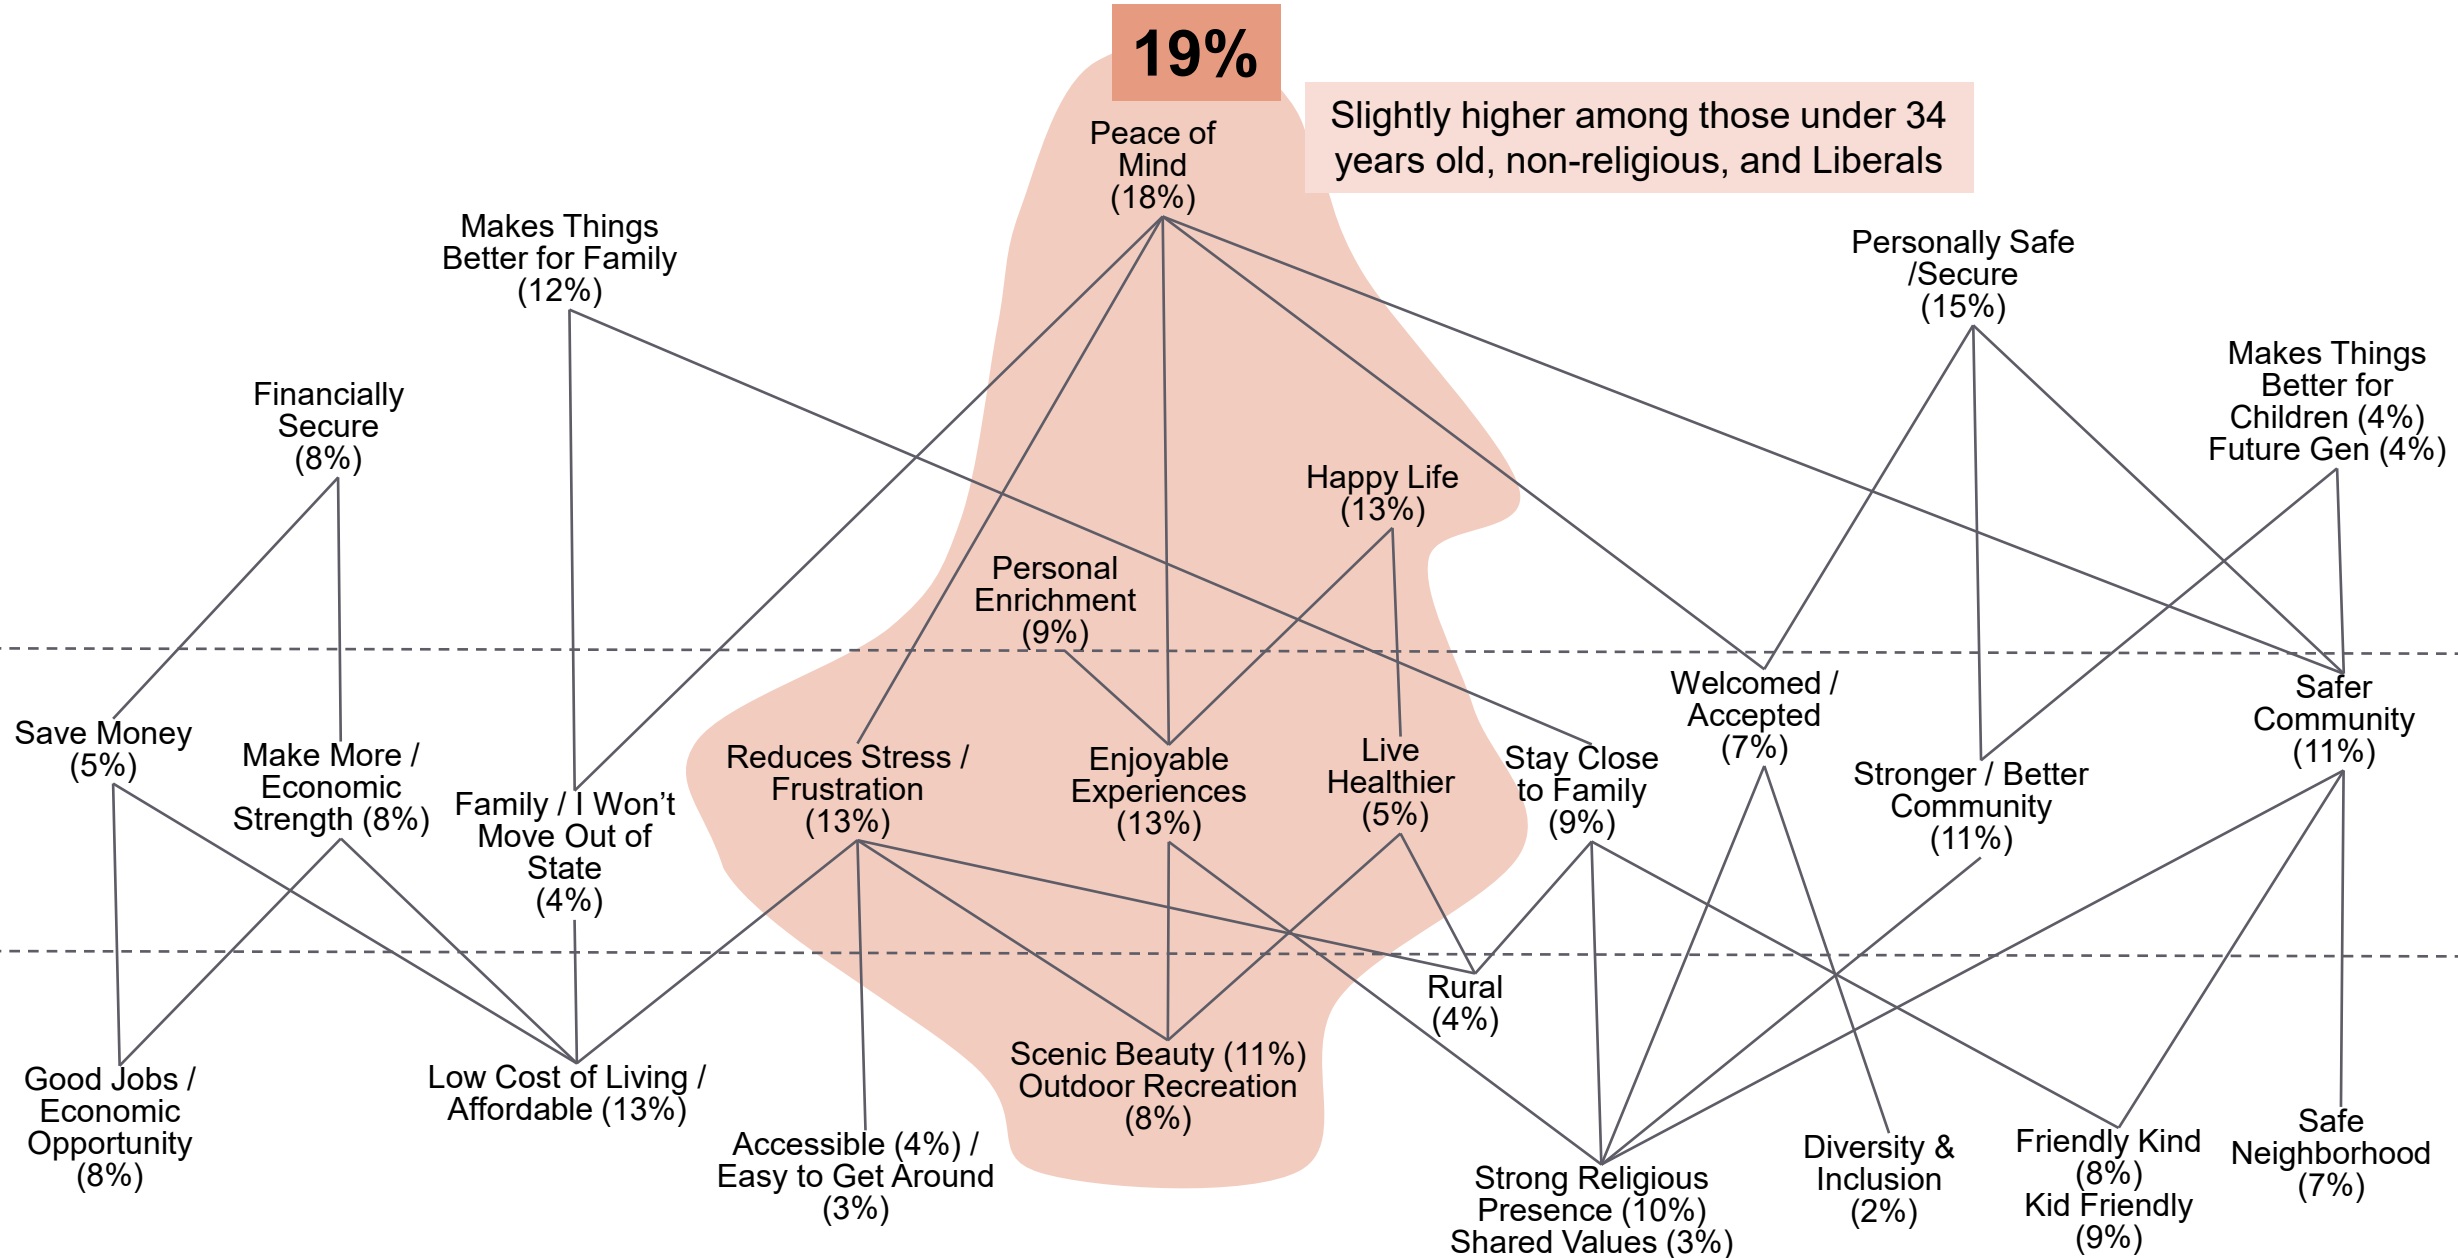 19%
Slightly higher among those under 34
years old, non-religious, and Liberals
Peace of
Mind
(18%)
Makes Things
Better for Family
(12%)
Personally Safe
/Secure
(15%)
Makes Things
Better for
Children (4%)
Future Gen (4%)
Financially
Secure
(8%)
Happy Life
(13%)
Personal
Enrichment
(9%)
Save Money
(5%)
Make More /
Economic
Strength (8%)
Family / I Won’t
Move Out of
State
(4%)
Reduces Stress /
Frustration
(13%)
Enjoyable
Experiences
(13%)
Live
Healthier
(5%)
Stay Close
to Family
(9%)
Welcomed /
Accepted
(7%)
Stronger / Better
Community
(11%)
Safer
Community
(11%)
Good Jobs /
Economic
Opportunity
(8%)
Low Cost of Living /
Affordable (13%)
Accessible (4%) /
Easy to Get Around
(3%)
Scenic Beauty (11%)
Outdoor Recreation
(8%)
Rural
(4%)
Strong Religious
Presence (10%)
Shared Values (3%)
Diversity &
Inclusion
(2%)
Friendly Kind
(8%)
Kid Friendly
(9%)
Safe
Neighborhood
(7%)